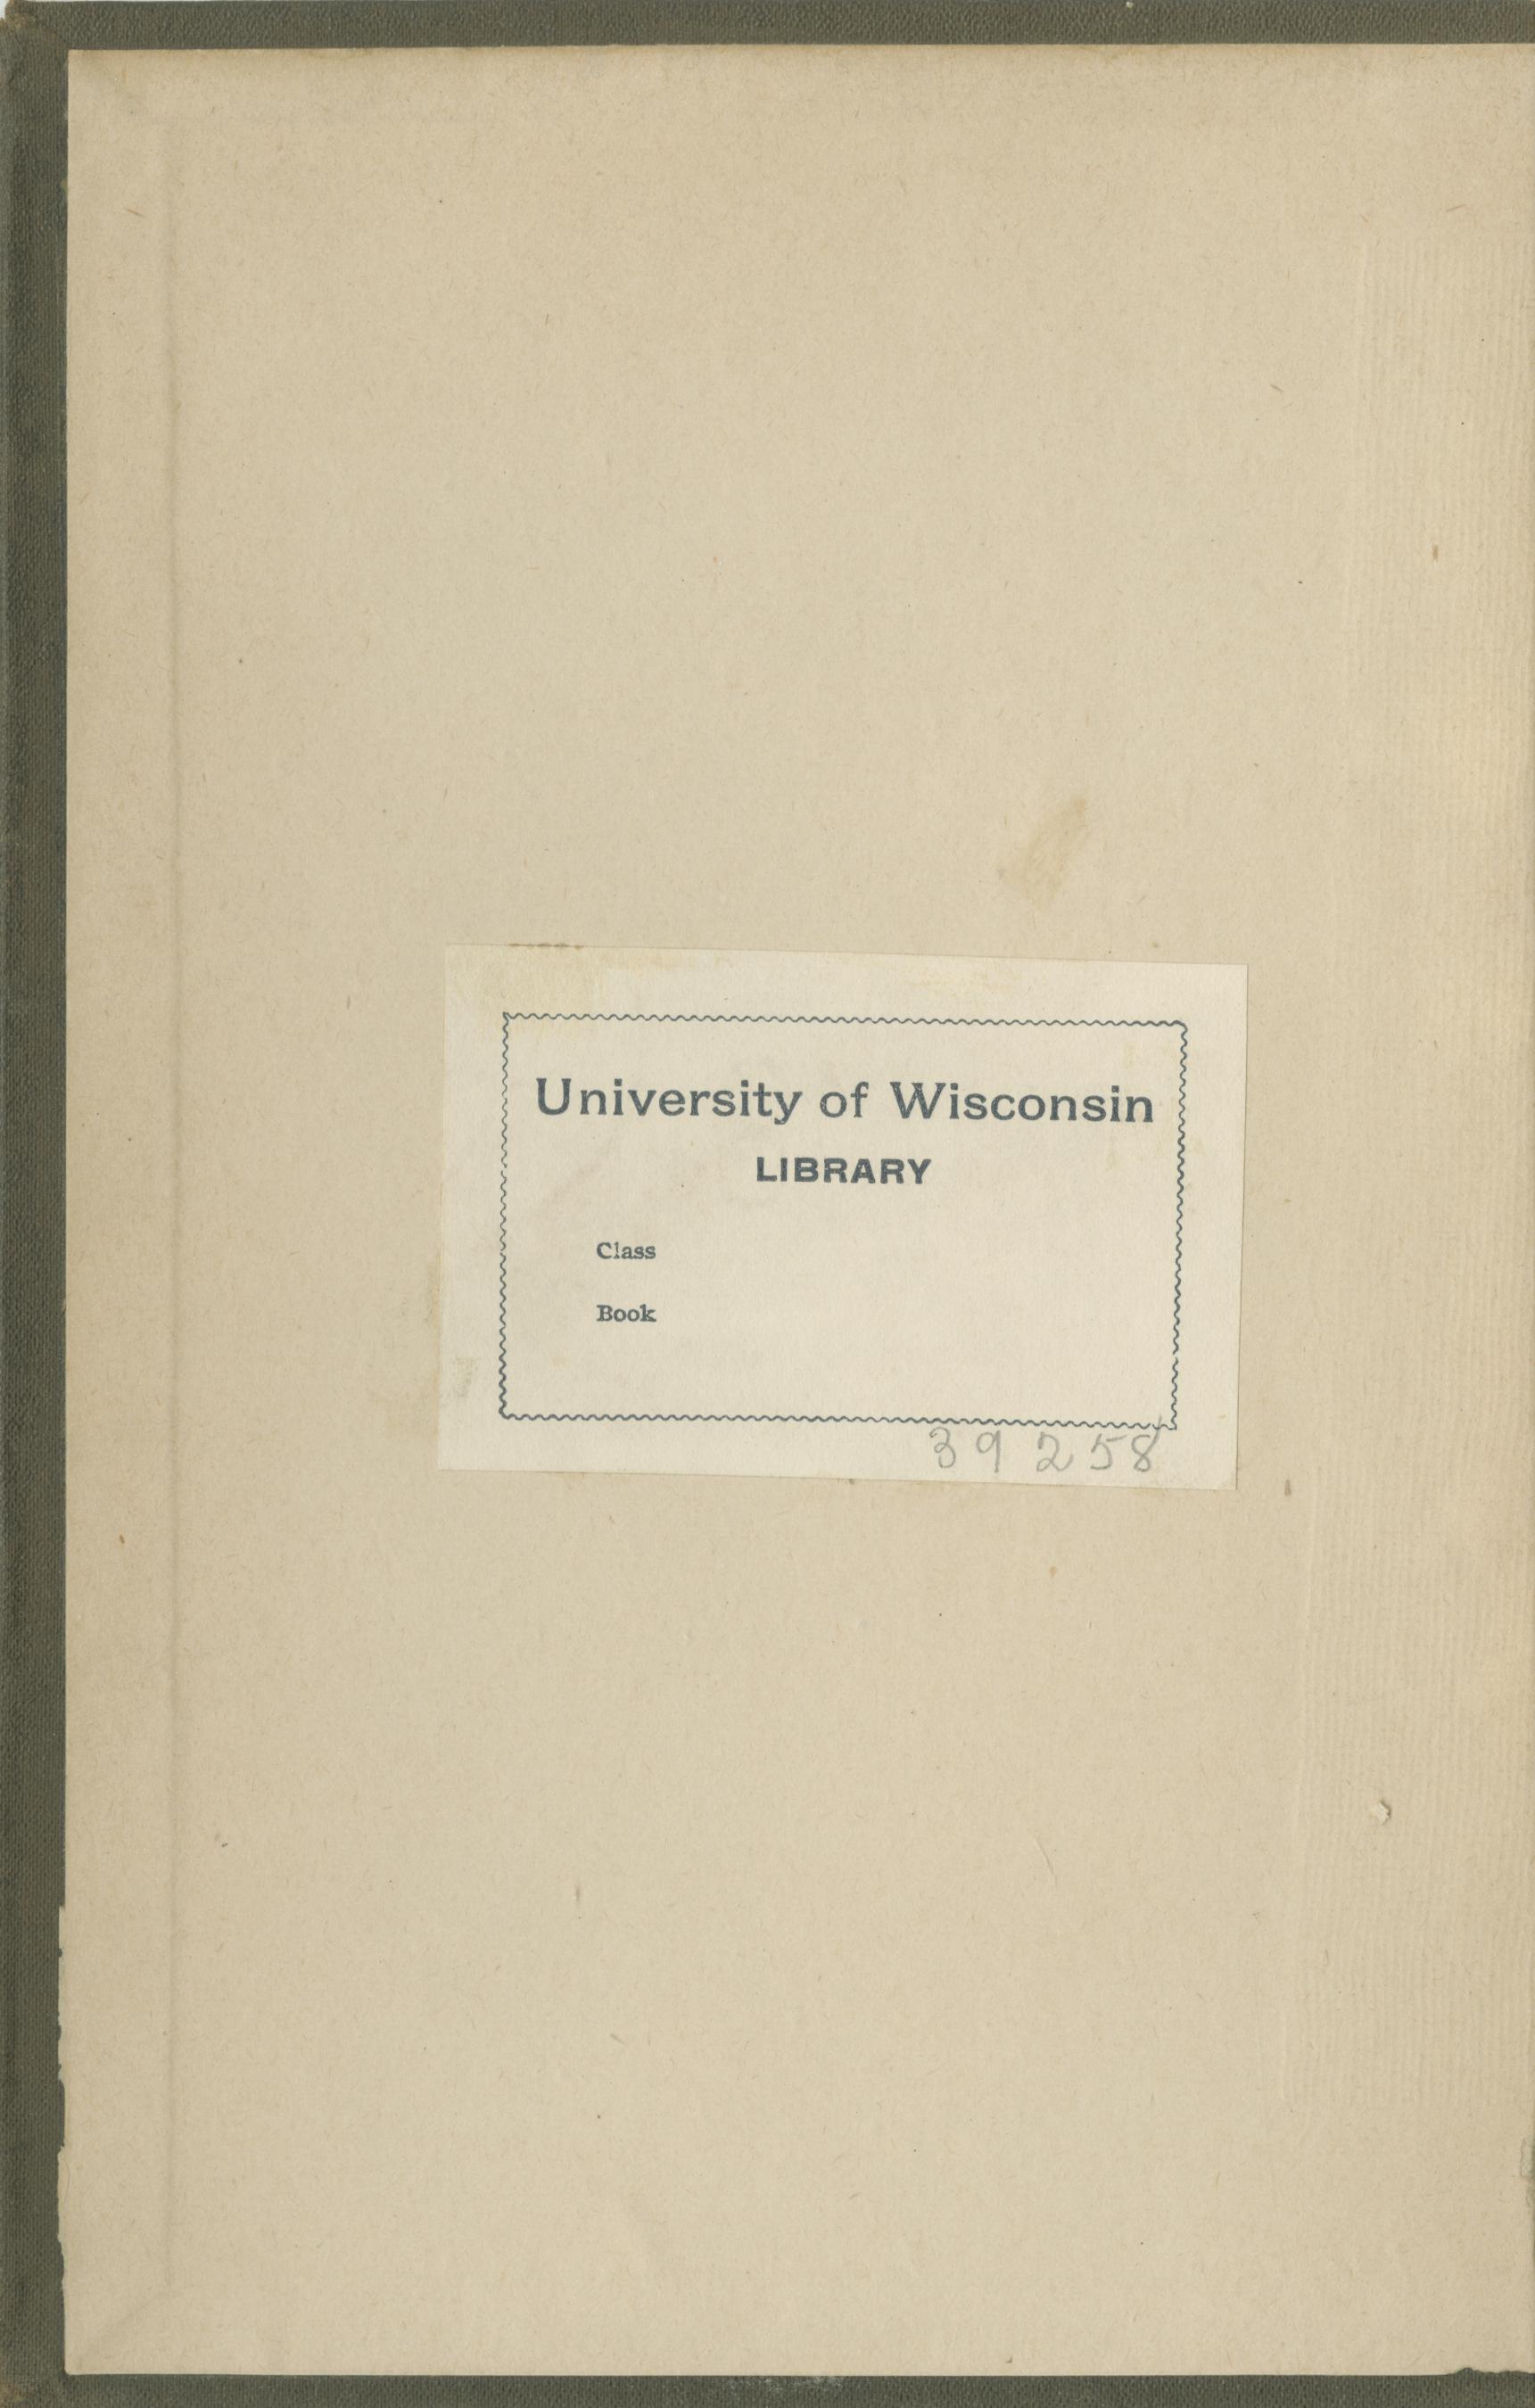 University of Wisconsin
LIBRARY
Class
Book
39258